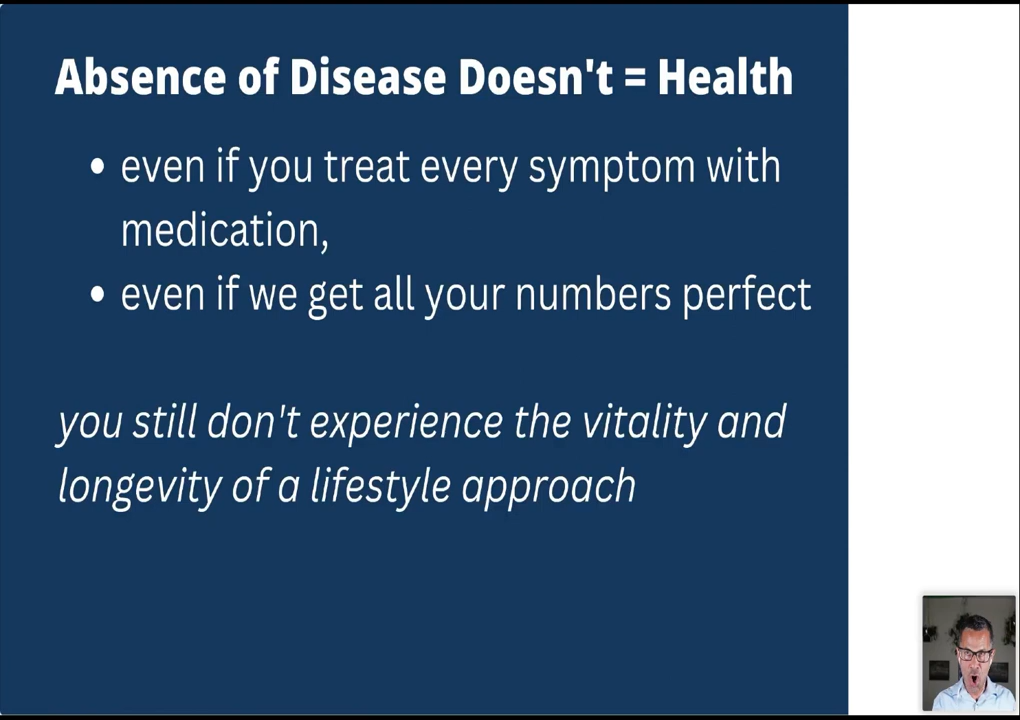 Absence of Disease Doesn't = Health
• even if you treat every symptom with
medication,
• even if we get all your numbers perfect
you still don't experience the vitality and
longevity of a lifestyle approach